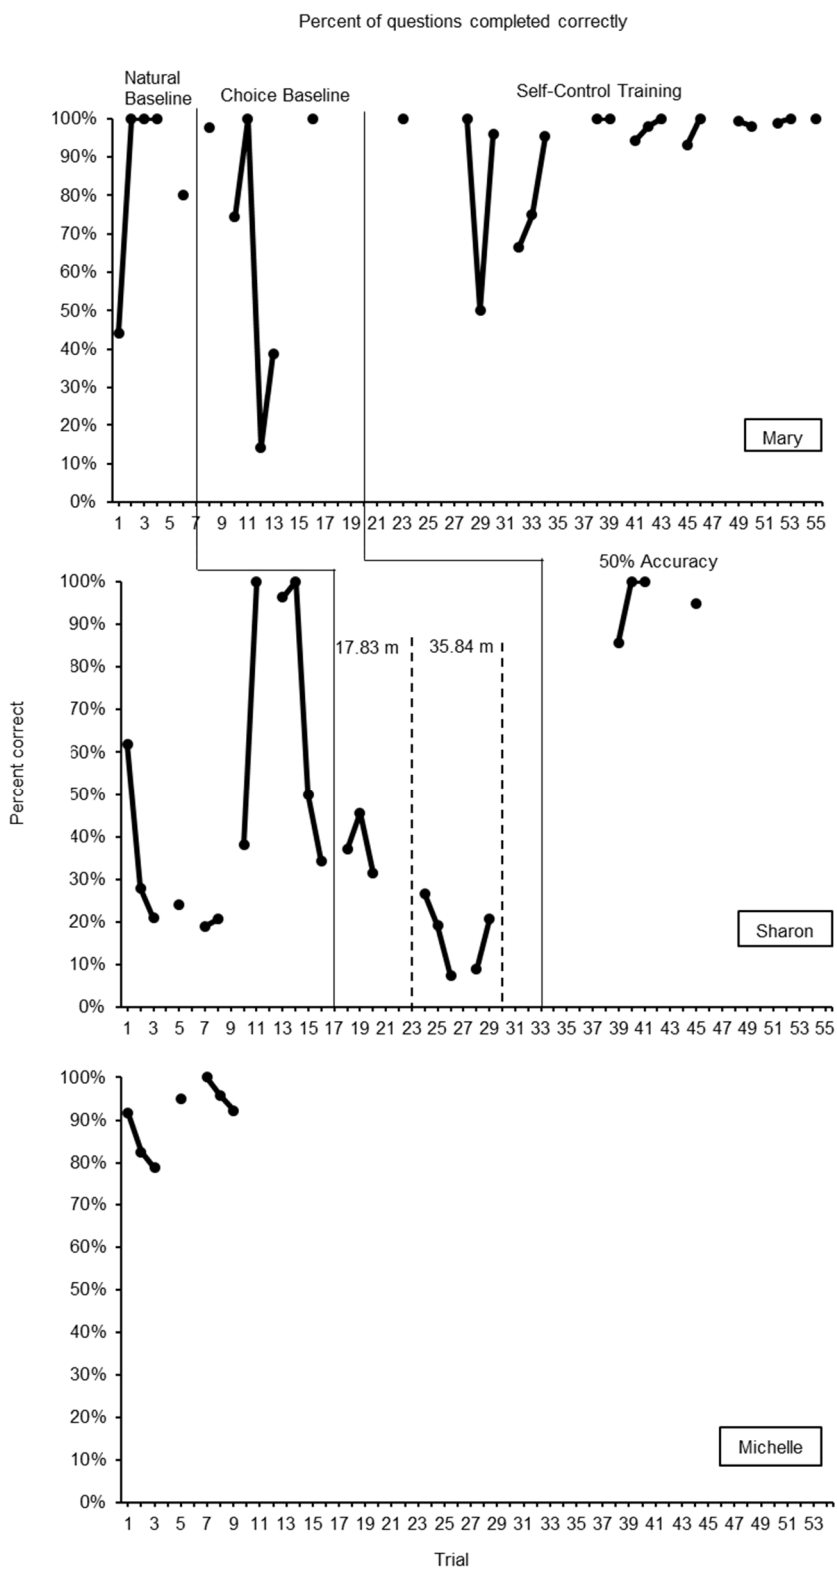 Percent of questions completed correctly
Natural
Baseline
Choice Baseline
Self-Control Training
100%
90%
80%
70%
60%
50%
40%
30%
20%
10%
0%
Mary
1 3 5 7 9 11 13 15 17 19 21 23 25 27 29 31 33 35 37 39 41 43 45 47 49 51 53 55
50% Accuracy
100%
90%
80%
70%
60%
50%
40%
30%
20%
10%
0%
17.83 m
35.84 m
Percent correct
Sharon
1 3 5 7 9 11 13 15 17 19 21 23 25 27 29 31 33 35 37 39 41 43 45 47 49 51 53 55
100%
90%
80%
70%
60%
50%
40%
30%
20%
10%
0%
Michelle
1 3 5 7 9 11 13 15 17 19 21 23 25 27 29 31 33 35 37 39 41 43 45 47 49 51 53
Trial